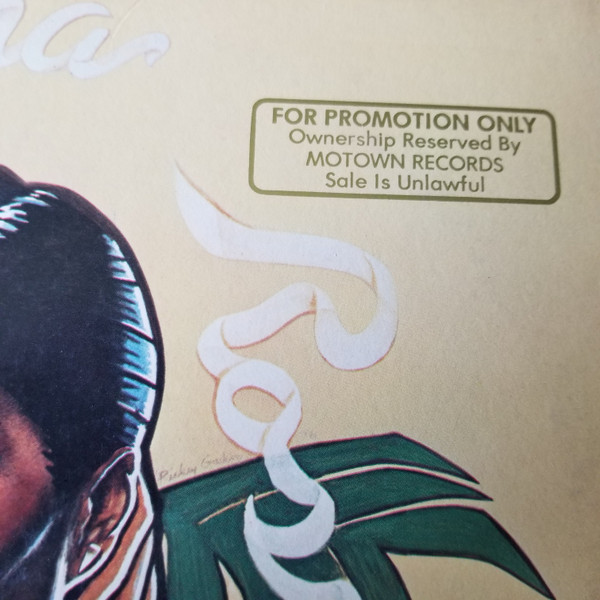 FOR PROMOTION ONLY
Ownership Reserved By
MOTOWN RECORDS
Sale Is Unlawful